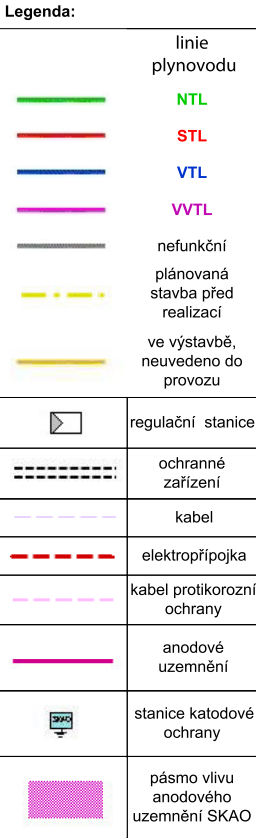 Legenda:
linie
plynovodu
NTL
STL
VTL
VVTL
nefunkční
plánovaná
stavba před
realizací
ve výstavbě,
neuvedeno do
provozu
regulační stanice
ochranné
zařízení
kabel
elektropřípojka
kabel protikorozní
ochrany
anodové
uzemnění
SKAO
stanice katodové
ochrany
pásmo vlivu
anodového
uzemnění SKAO